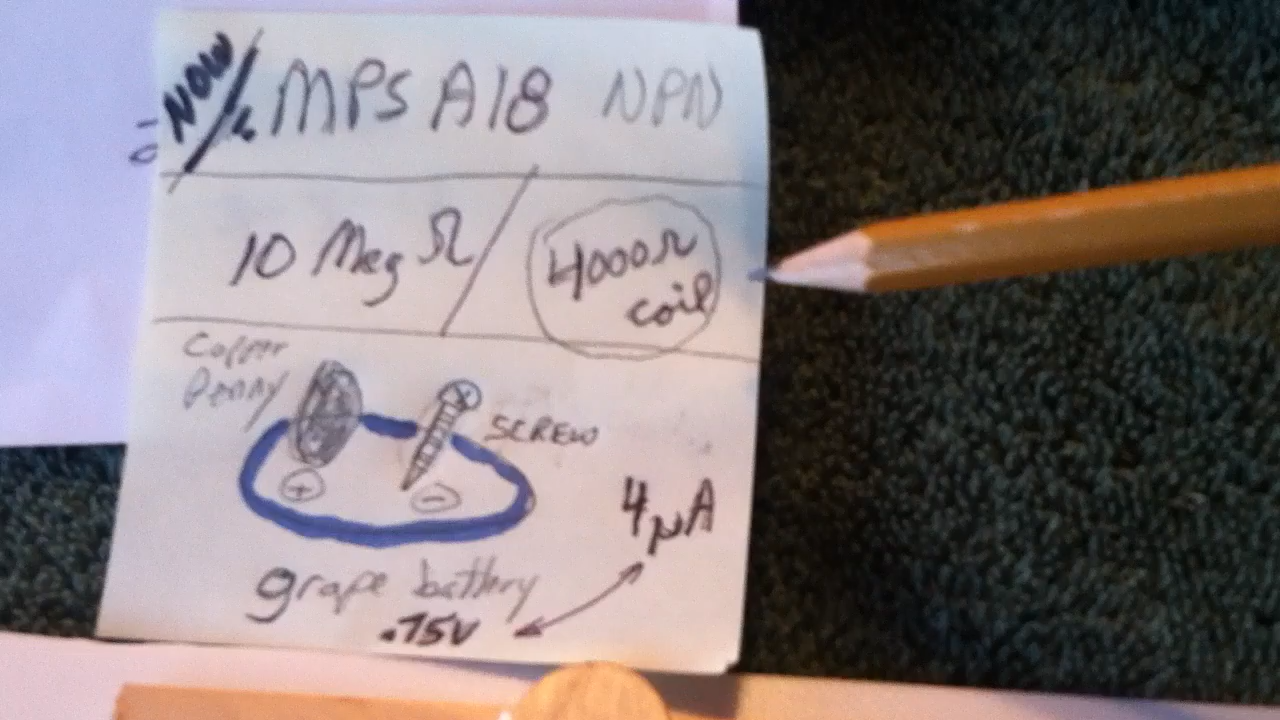 NOW/ MPS A18 NPN
10 Meg Ω / 4000Ω
coil
Copper
Penny
SCREW
+
-
4µA
grape battery
.75V